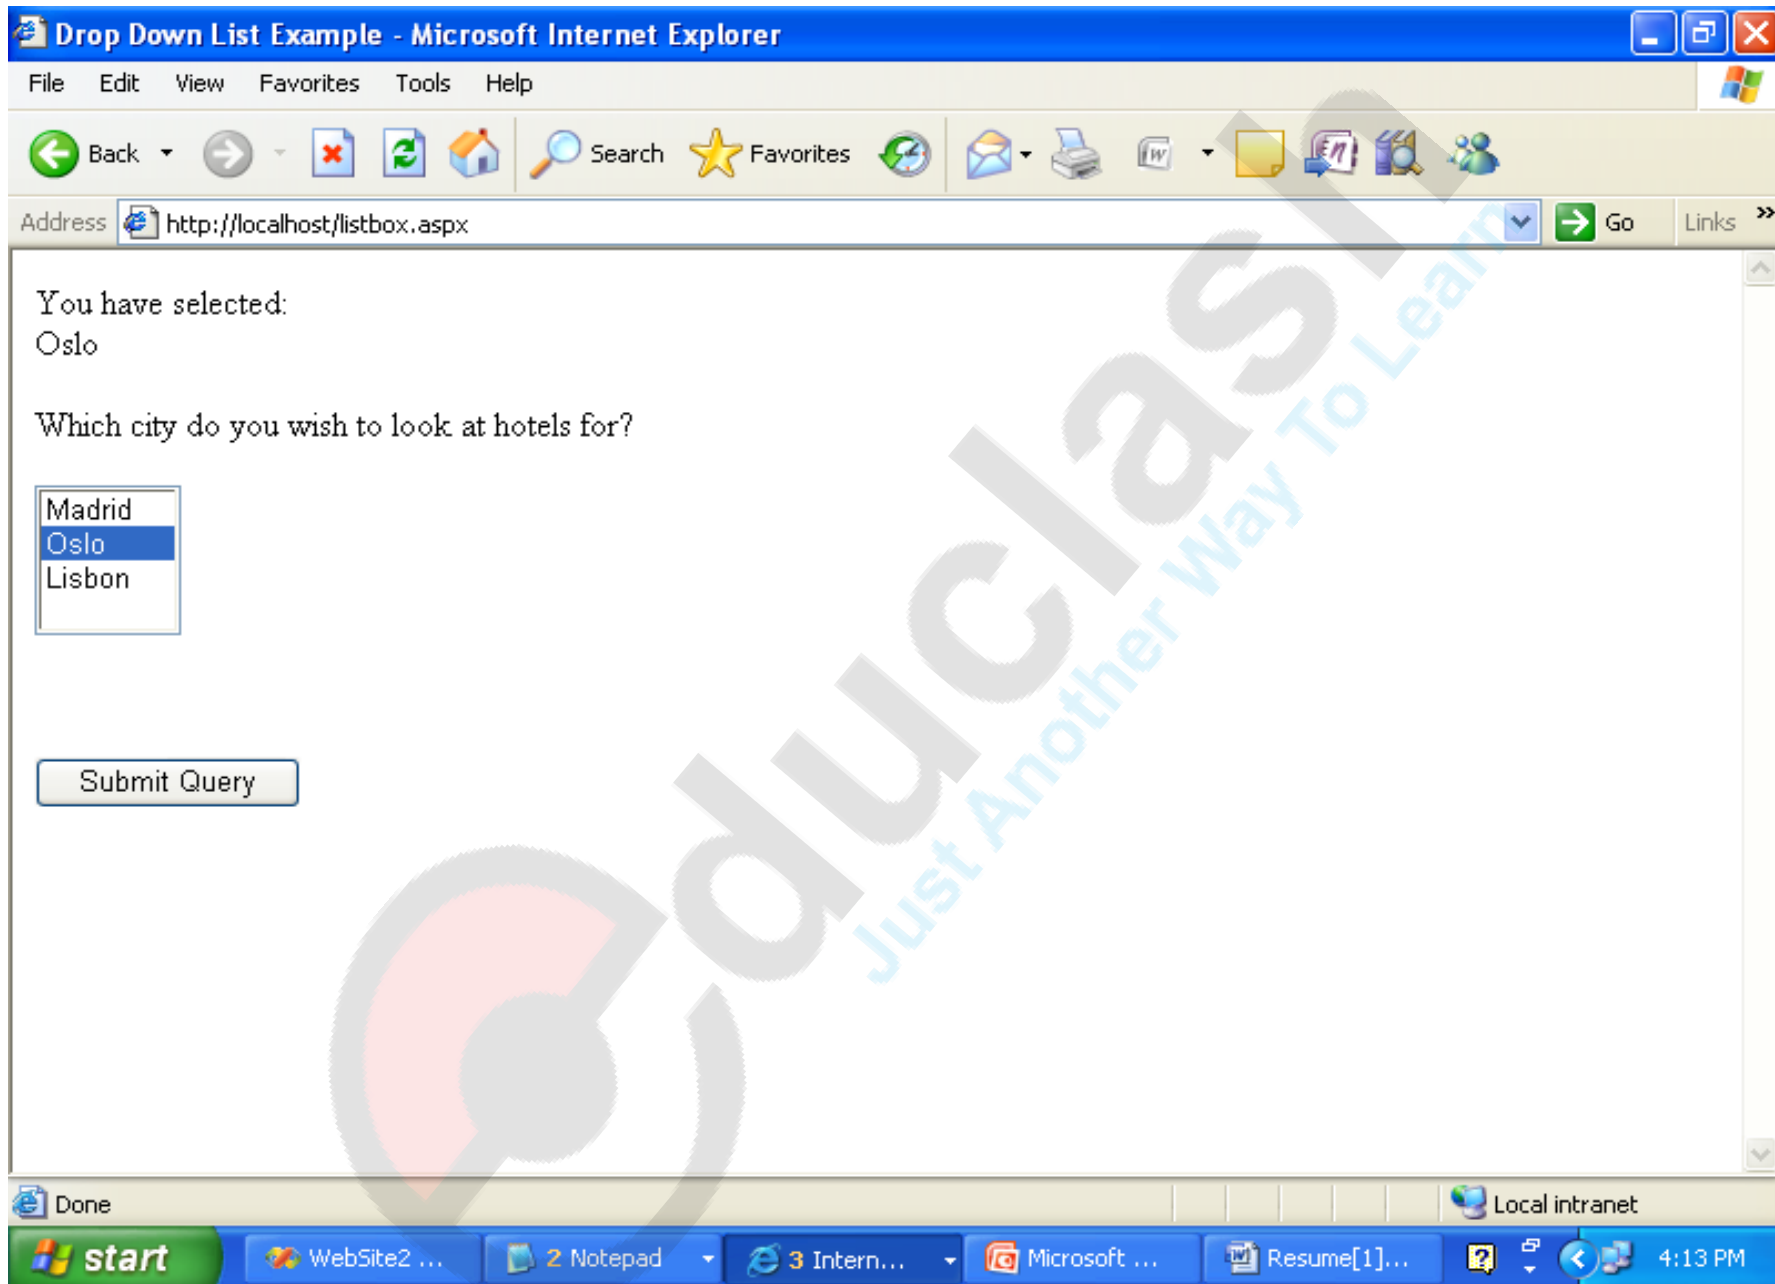 Drop Down List Example - Microsoft Internet Explorer
File Edit View Favorites Tools Help
Back Search Favorites
Address http://localhost/listbox.aspx Go Links »
You have selected:
Oslo
Which city do you wish to look at hotels for?
Madrid
Oslo
Lisbon
Submit Query
educlash
Just Another Way To Learn
Done Local intranet
start WebSite2 ... 2 Notepad 3 Intern... Microsoft ... Resume[1]... 4:13 PM